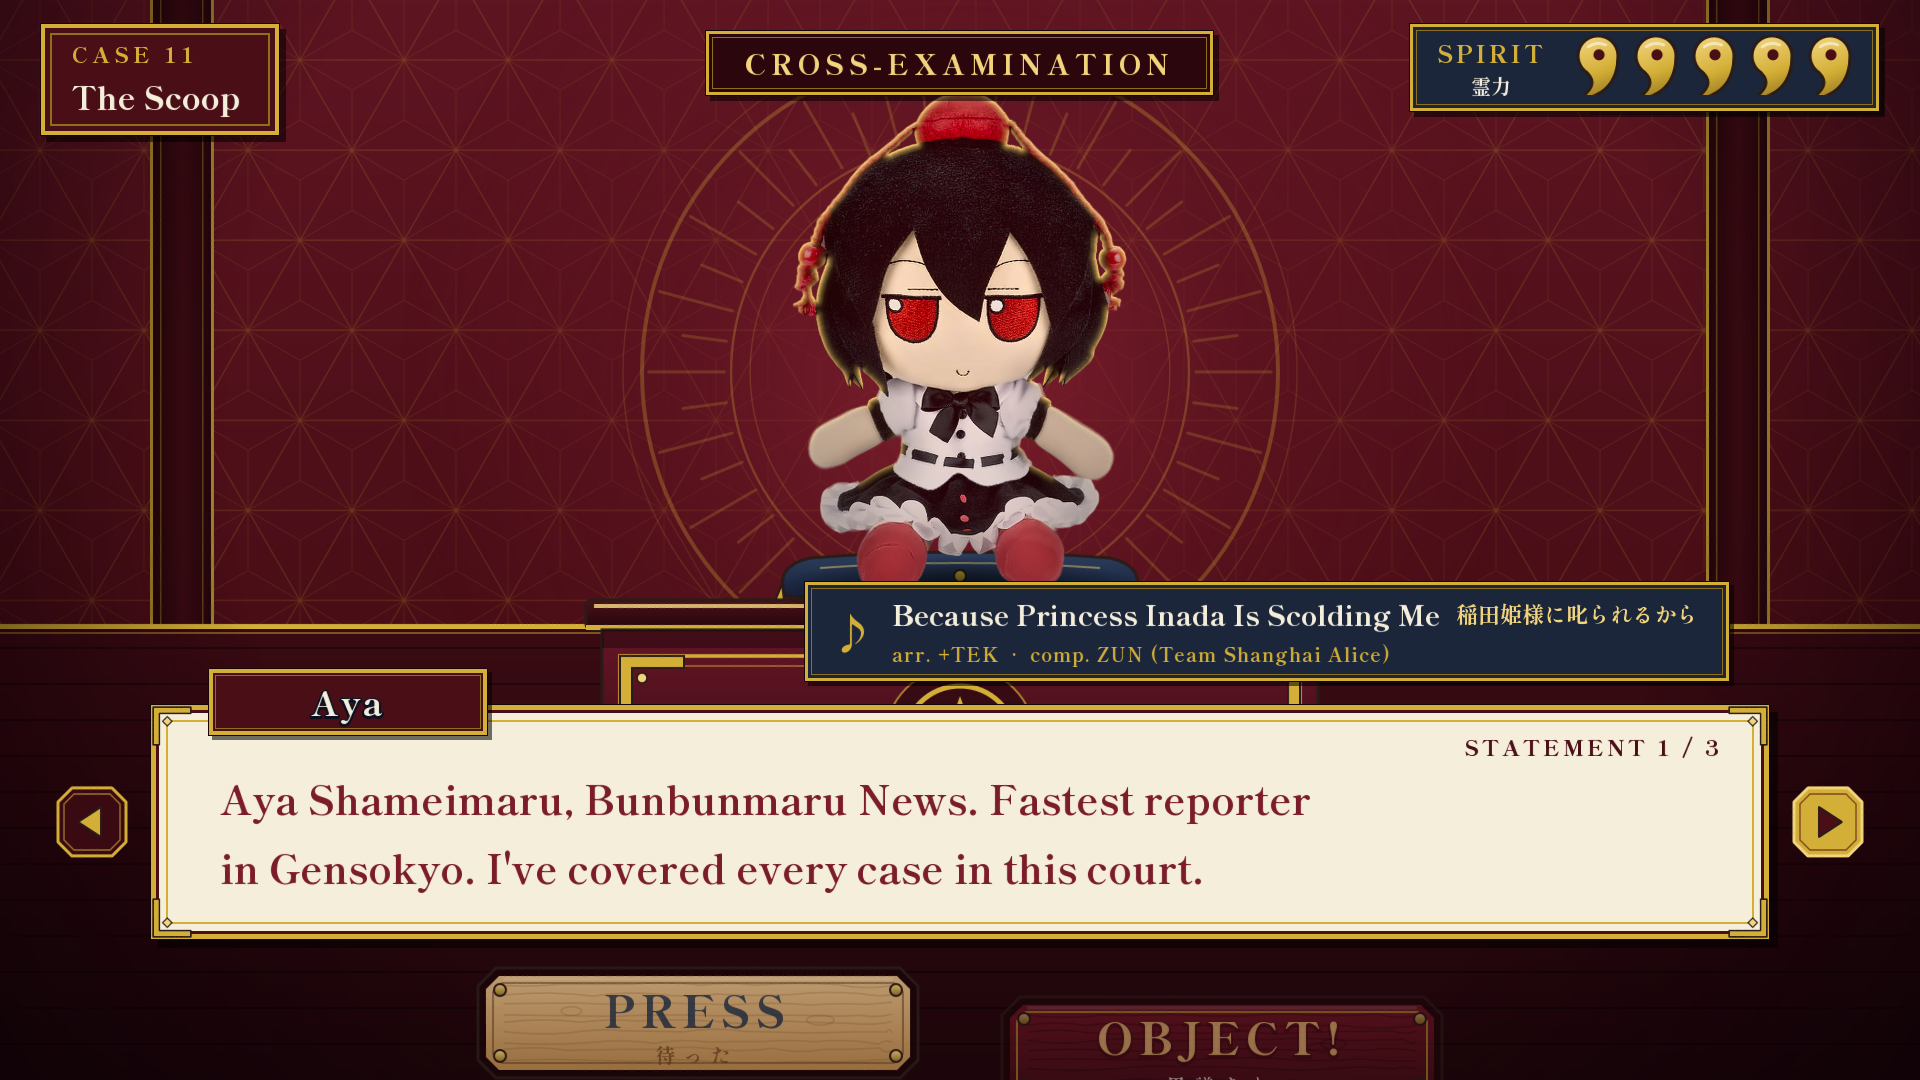 CASE 11
The Scoop
CROSS-EXAMINATION
SPIRIT
霊力
Because Princess Inada Is Scolding Me 稲田姫様に叱られるから
arr. +TEK · comp. ZUN (Team Shanghai Alice)
Aya
STATEMENT 1 / 3
Aya Shameimaru, Bunbunmaru News. Fastest reporter
in Gensokyo. I've covered every case in this court.
PRESS
待った
OBJECT!